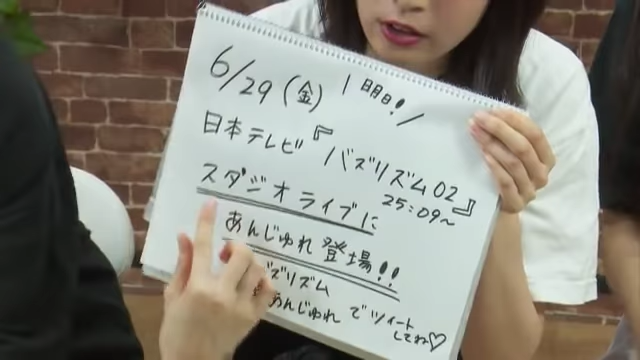 6/29(金) \明日!/
日本テレビ『バズリズム02』
25:09~
スタジオライブに
あんじゅれ登場!!
バズリズム
あんじゅれ でツイート
してね♡